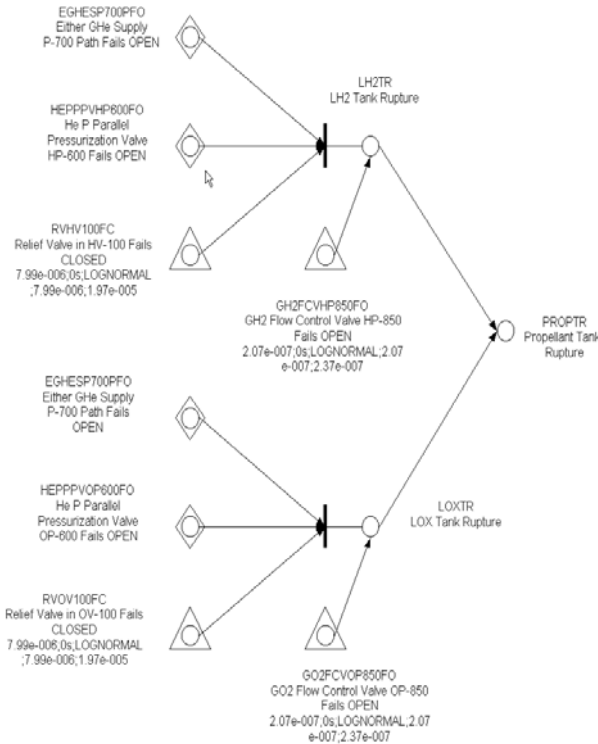 EGHESP700PFO
Either GHe Supply
P-700 Path Fails OPEN
LH2TR
LH2 Tank Rupture
HEPPPVHP600FO
He P Parallel
Pressurization Valve
HP-600 Fails OPEN
RVHV100FC
Relief Valve in HV-100 Fails
CLOSED
7.99e-006;0s;LOGNORMAL
;7.99e-006;1.97e-005
GH2FCVHP850FO
GH2 Flow Control Valve HP-850
Fails OPEN
2.07e-007;0s;LOGNORMAL;2.07
e-007;2.37e-007
PROPTR
Propellant Tank
Rupture
EGHESP700PFO
Either GHe Supply
P-700 Path Fails
OPEN
HEPPPVOP600FO
He P Parallel
Pressurization Valve
OP-600 Fails OPEN
LOXTR
LOX Tank Rupture
RVOV100FC
Relief Valve in OV-100 Fails
CLOSED
7.99e-006;0s;LOGNORMAL
;7.99e-006;1.97e-005
GO2FCVOP850FO
GO2 Flow Control Valve OP-850
Fails OPEN
2.07e-007;0s;LOGNORMAL;2.07
e-007;2.37e-007